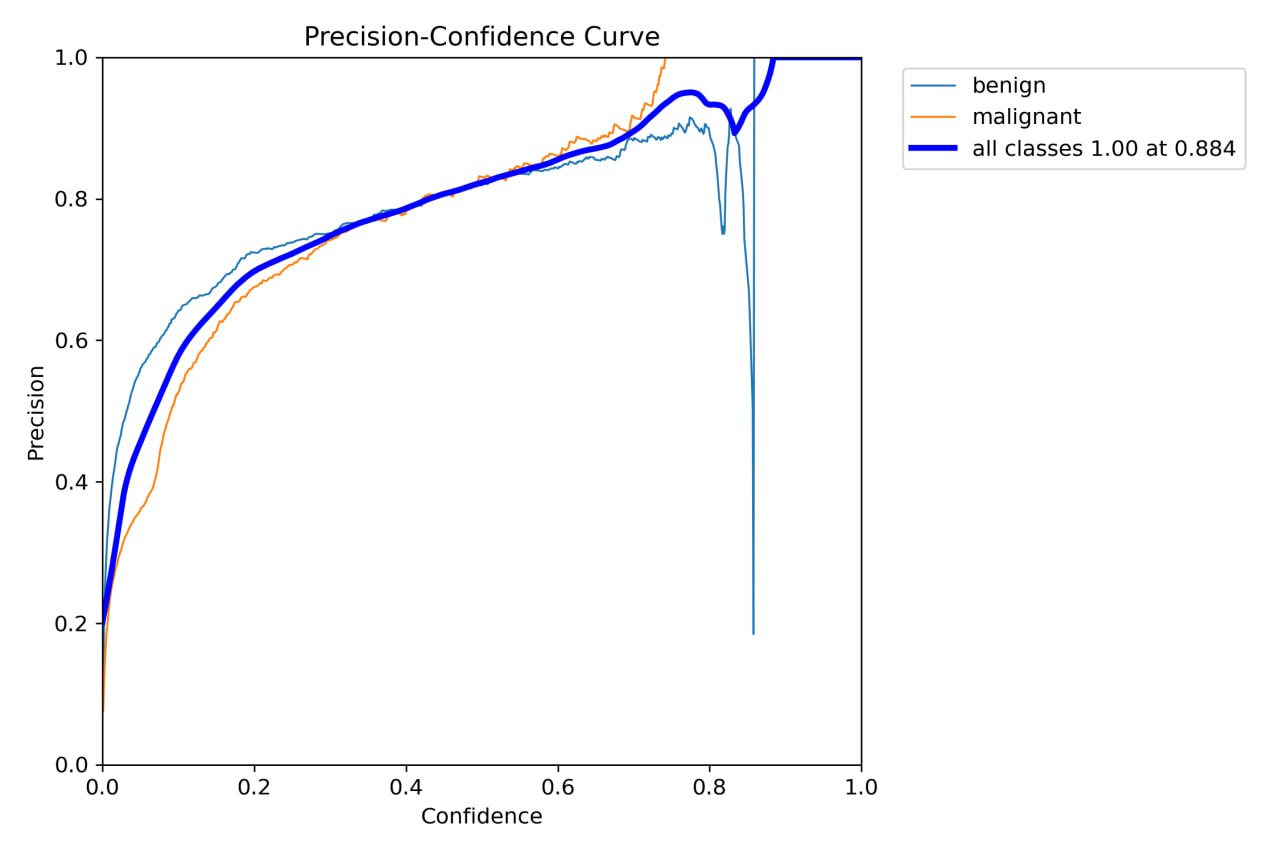 Precision-Confidence Curve
1.0
0.8
0.6
0.4
0.2
0.0
Precision
0.0 0.2 0.4 0.6 0.8 1.0
Confidence
benign
malignant
all classes 1.00 at 0.884